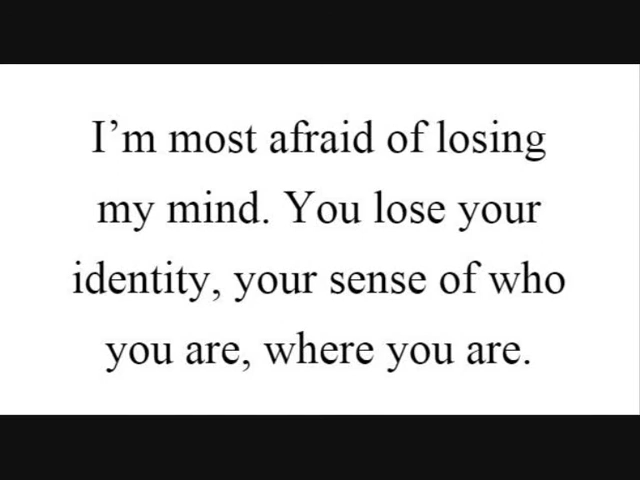 I’m most afraid of losing
my mind. You lose your
identity, your sense of who
you are, where you are.